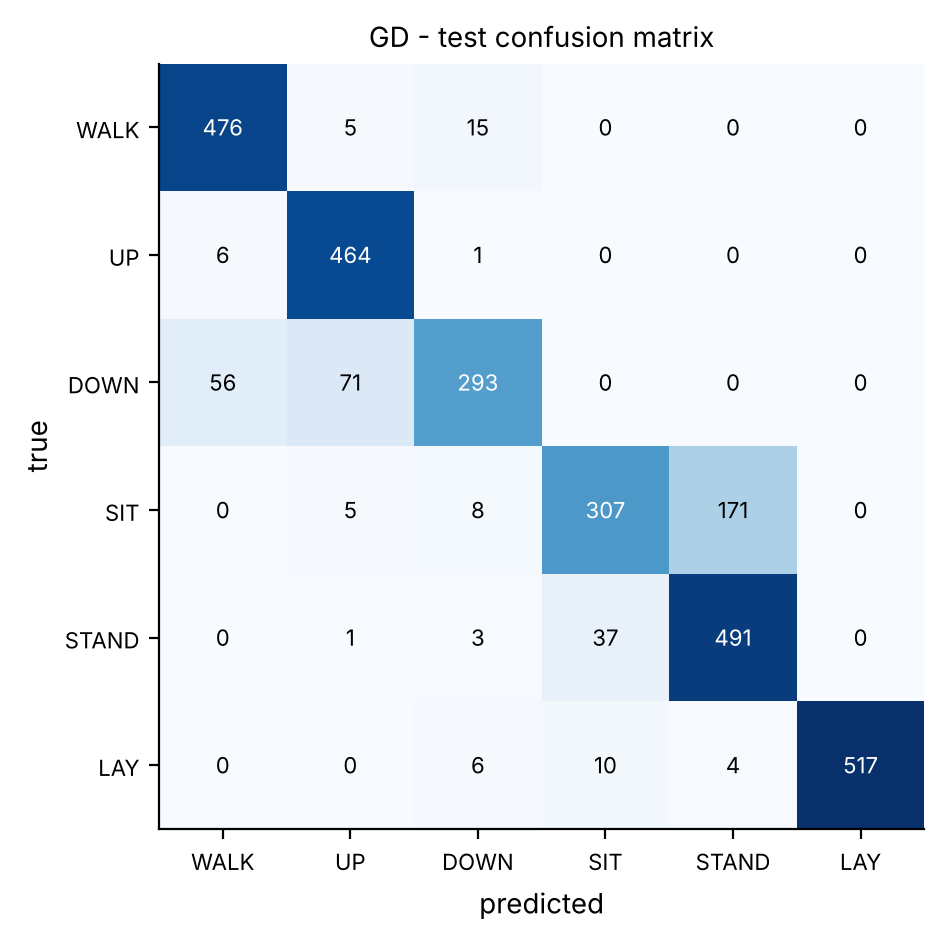 GD - test confusion matrix
WALK 476 5 15 0 0 0
UP 6 464 1 0 0 0
DOWN 56 71 293 0 0 0
true
SIT 0 5 8 307 171 0
STAND 0 1 3 37 491 0
LAY 0 0 6 10 4 517
WALK UP DOWN SIT STAND LAY
predicted